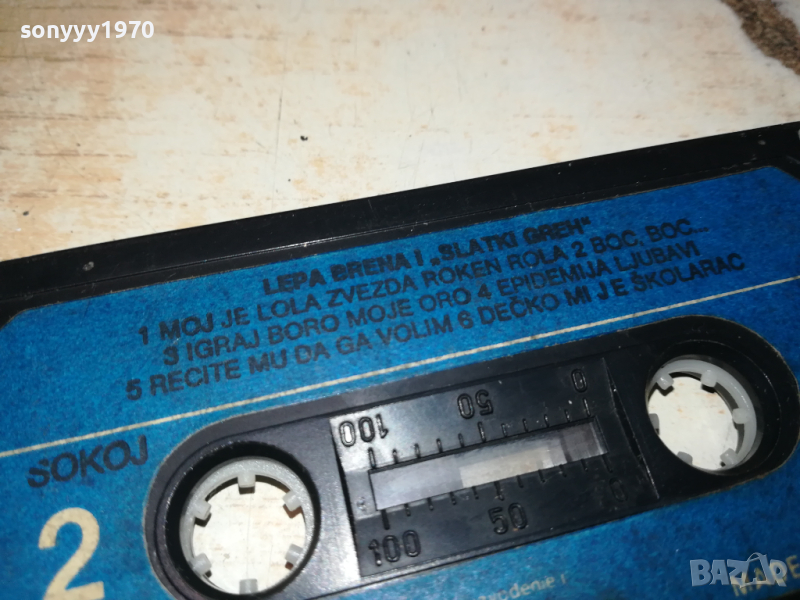 sonyyy1970
LEPA BRENA I „SLATKI GREH“
1 MOJ JE LOLA ZVEZDA ROKEN ROLA 2 BOC, BOC...
3 IGRAJ BORO MOJE ORO 4 EPIDEMIJA LJUBAVI
5 RECITE MU DA GA VOLIM 6 DEČKO MI JE ŠKOLARAC
SOKOJ
2
100 50 0
100 50 0
BAZAR